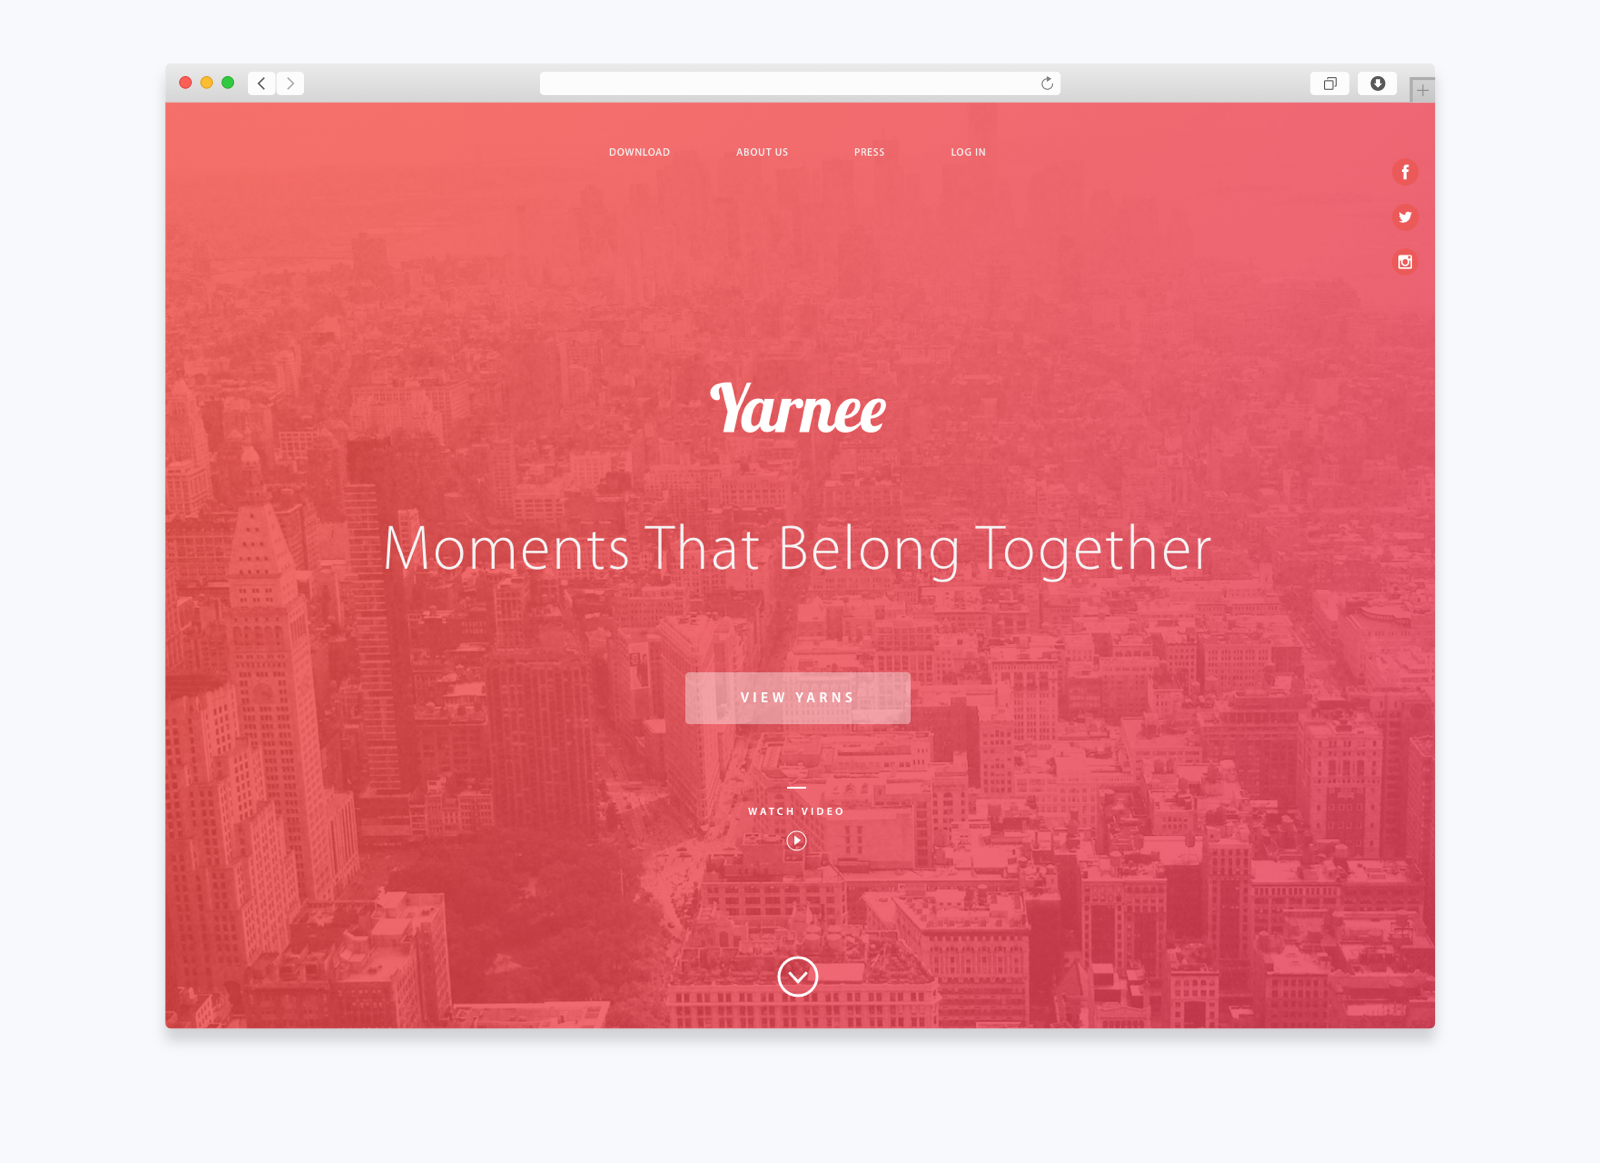 DOWNLOAD ABOUT US PRESS LOG IN
Yarnee
Moments That Belong Together
VIEW YARNS
WATCH VIDEO